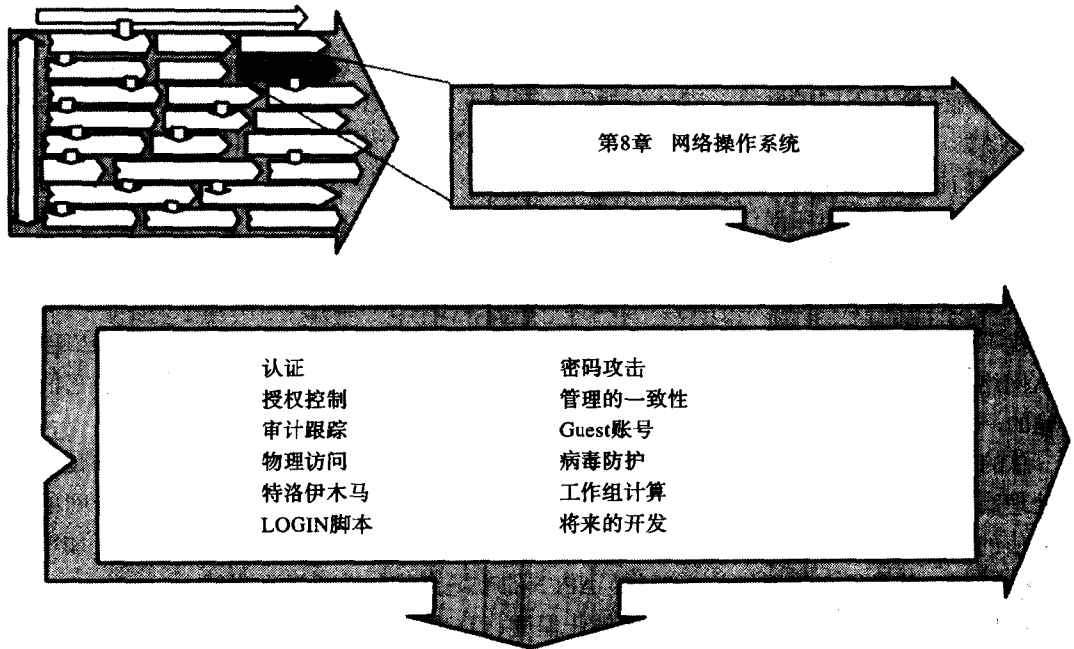 第8章 网络操作系统
认证
授权控制
审计跟踪
物理访问
特洛伊木马
LOGIN脚本
密码攻击
管理的一致性
Guest账号
病毒防护
工作组计算
将来的开发